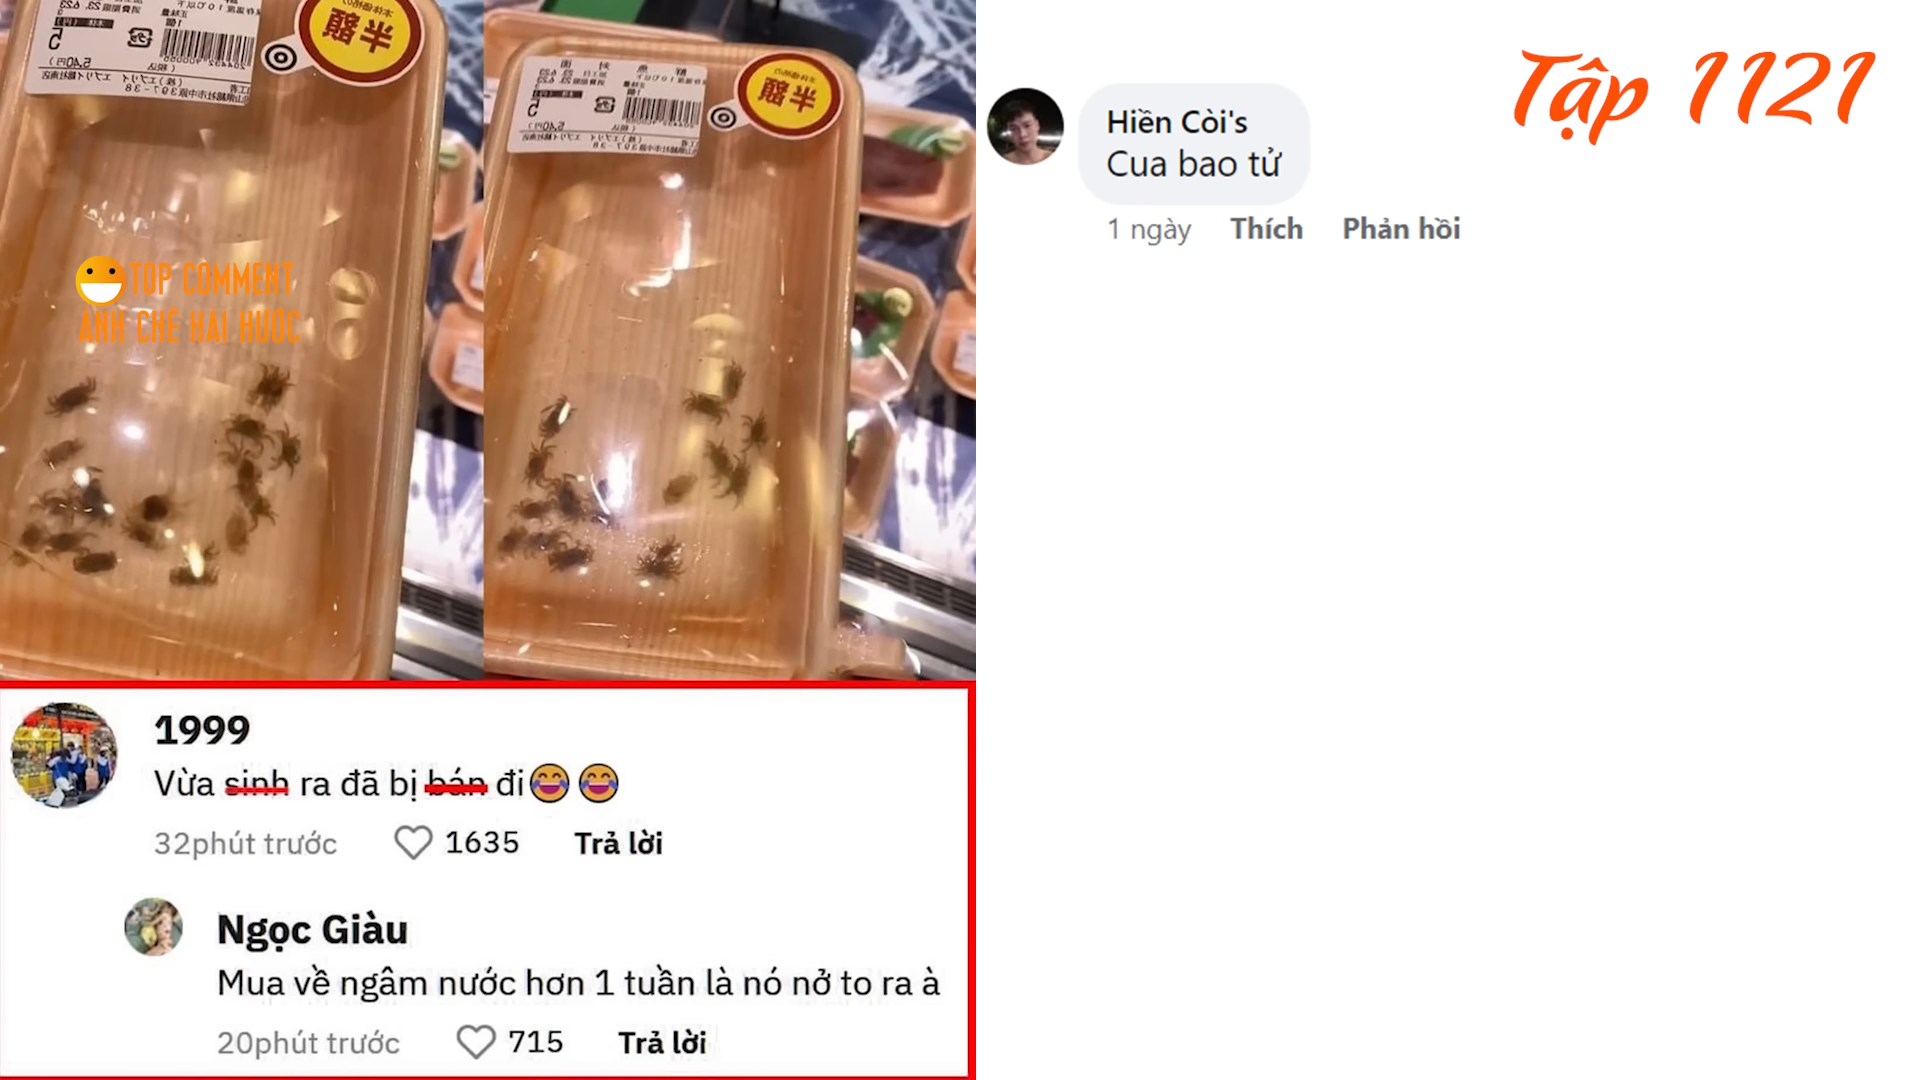 半額
半額
TOP COMMENT
ẢNH CHẾ HÀI HƯỚC
1999
Vừa sinh ra đã bị bán đi😂😂
32phút trước 1635 Trả lời
Ngọc Giàu
Mua về ngâm nước hơn 1 tuần là nó nở to ra à
20phút trước 715 Trả lời
Tập 1121
Hiền Còi's
Cua bao tử
1 ngày Thích Phản hồi